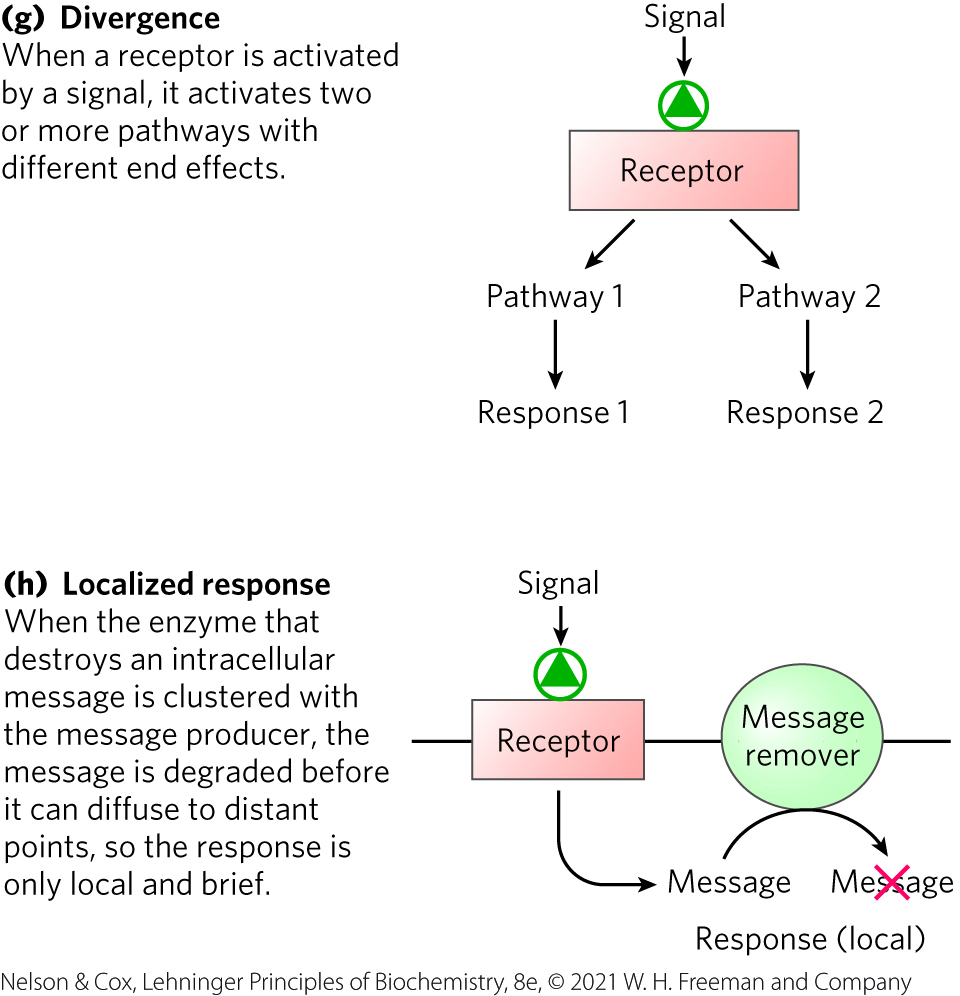 (g) Divergence
When a receptor is activated
by a signal, it activates two
or more pathways with
different end effects.
Signal
Receptor
Pathway 1
Pathway 2
Response 1
Response 2
(h) Localized response
When the enzyme that
destroys an intracellular
message is clustered with
the message producer, the
message is degraded before
it can diffuse to distant
points, so the response is
only local and brief.
Signal
Receptor
Message
remover
Message
Message
Response (local)
Nelson & Cox, Lehninger Principles of Biochemistry, 8e, © 2021 W. H. Freeman and Company